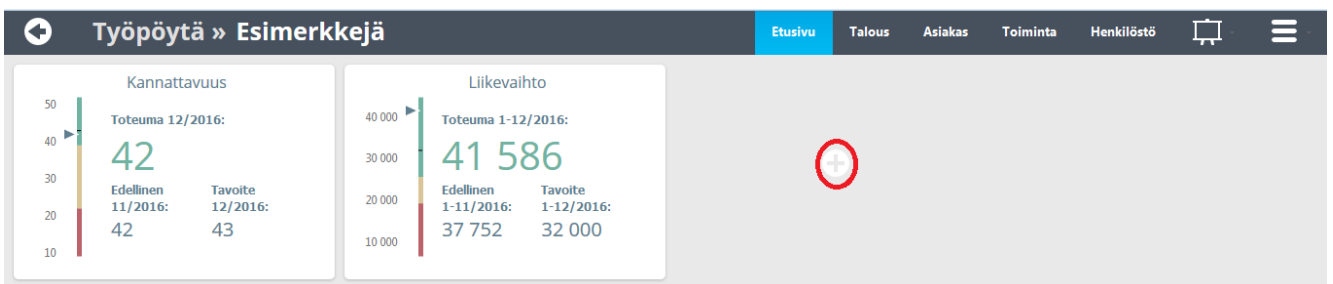 Työpöytä » Esimerkkejä
Etusivu Talous Asiakas Toiminta Henkilöstö
Kannattavuus
50
40
30
20
10
Toteuma 12/2016:
42
Edellinen Tavoite
11/2016: 12/2016:
42 43
Liikevaihto
40 000
30 000
20 000
10 000
Toteuma 1-12/2016:
41 586
Edellinen Tavoite
1-11/2016: 1-12/2016:
37 752 32 000